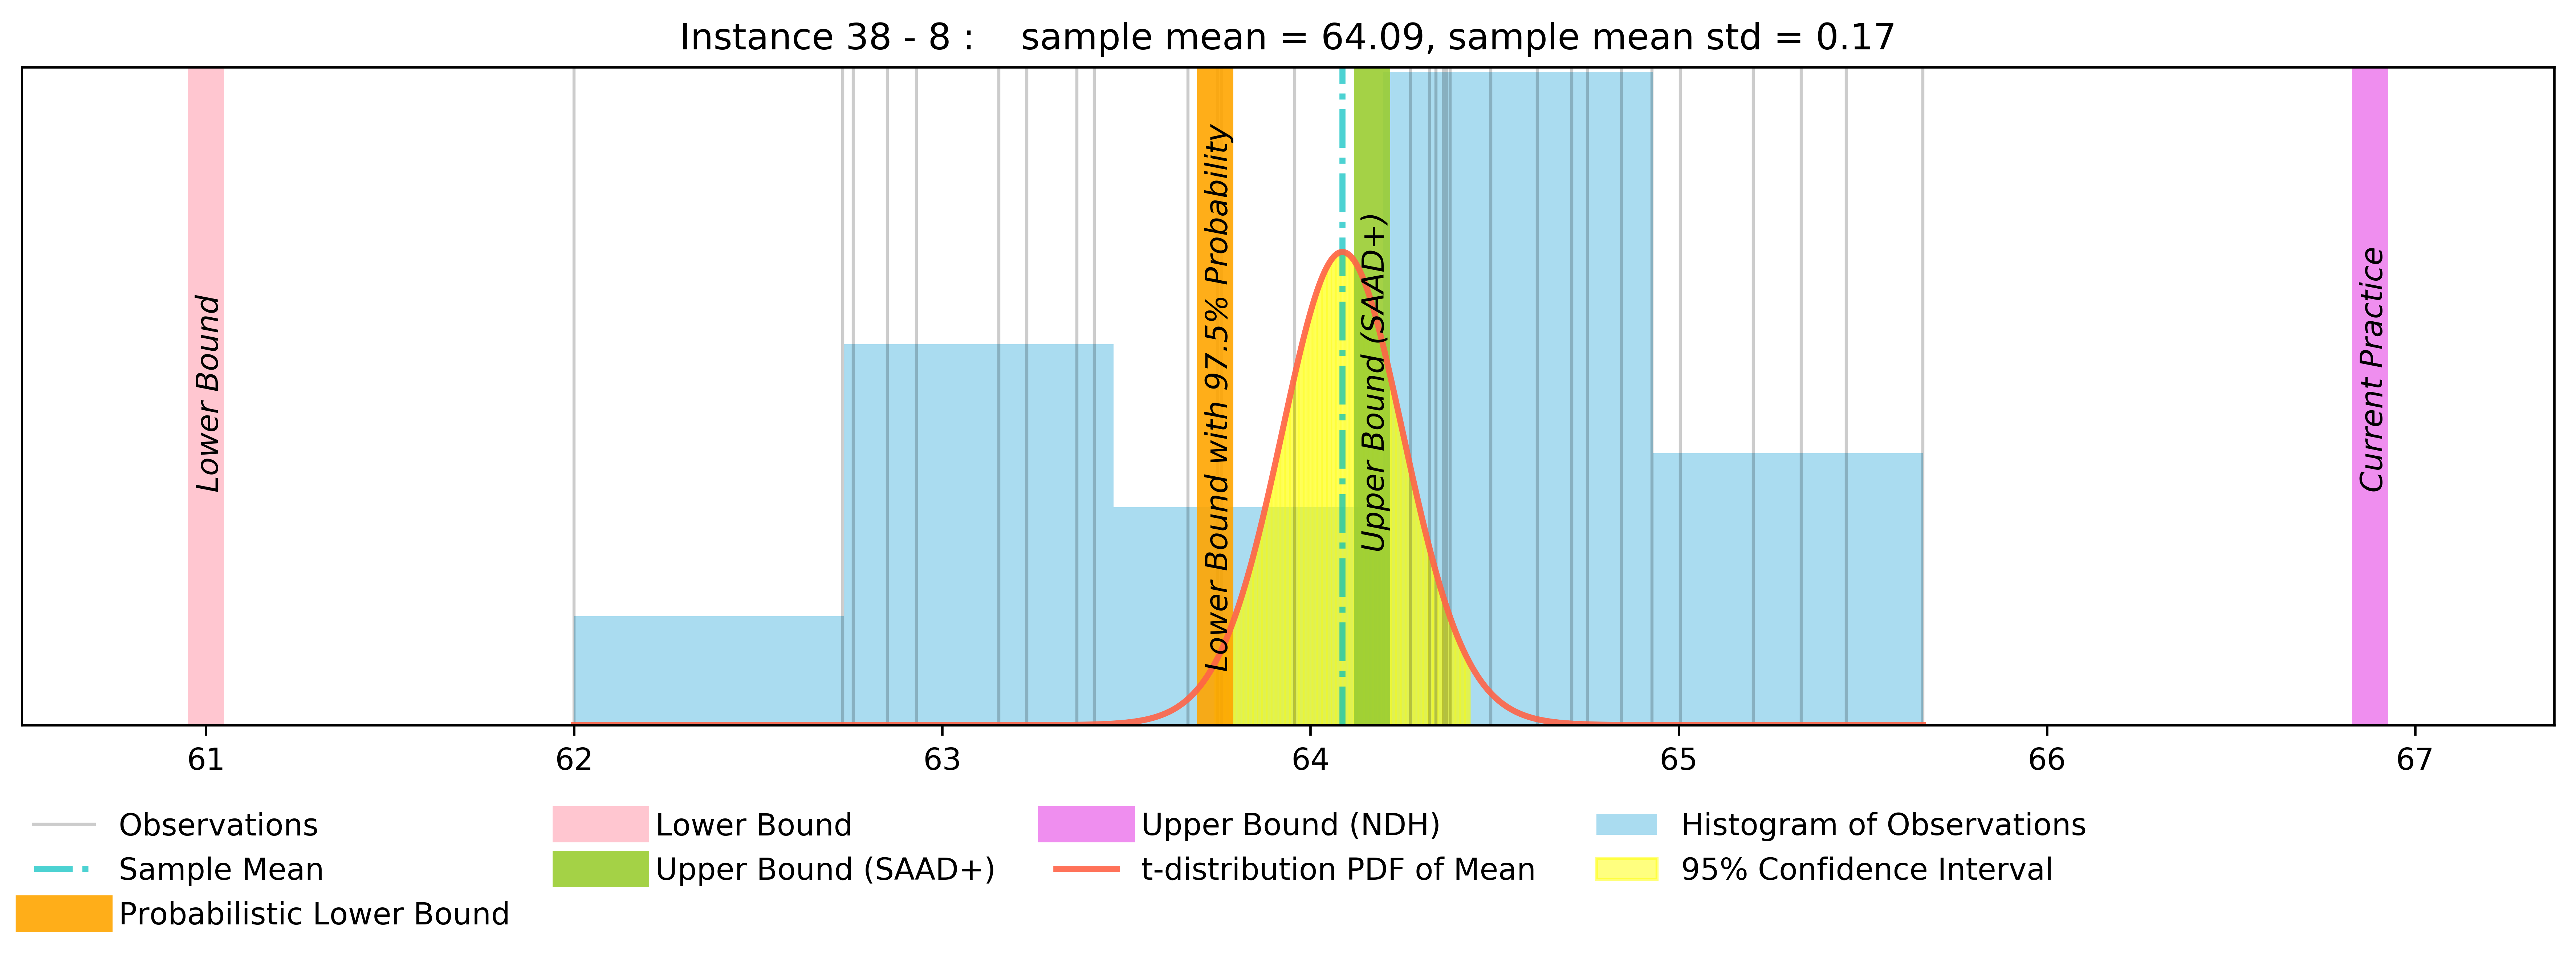 Instance 38 - 8 :    sample mean = 64.09, sample mean std = 0.17
Lower Bound
Lower Bound with 97.5% Probability
Upper Bound (SAAD+)
Current Practice
61 62 63 64 65 66 67
Observations
Sample Mean
Probabilistic Lower Bound
Lower Bound
Upper Bound (SAAD+)
Upper Bound (NDH)
t-distribution PDF of Mean
Histogram of Observations
95% Confidence Interval